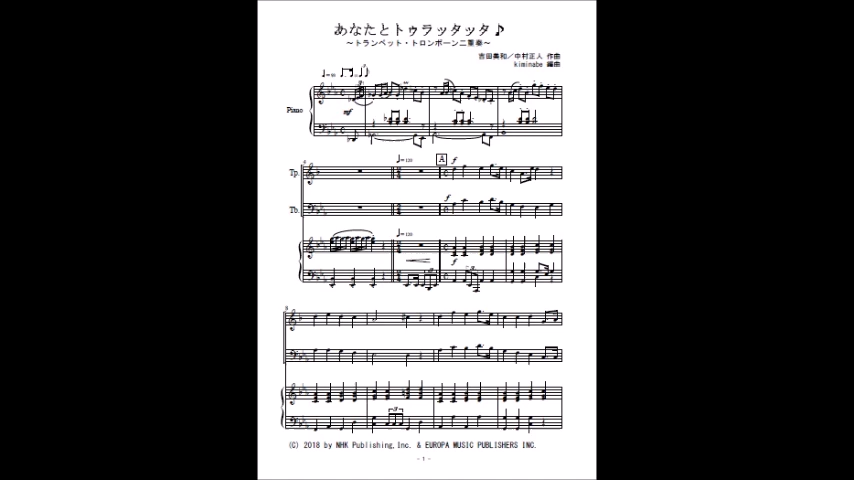 あなたとトゥラッタッタ♪
～トランペット・トロンボーン二重奏～
吉田美和／中村正人 作曲
kiminabe 編曲
Piano
mf
Tp.
A
f
Tb.
f
f
(C) 2018 by NHK Publishing,Inc. & EUROPA MUSIC PUBLISHERS INC.
- 1 -